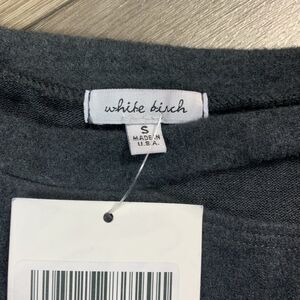 white birch
S
MADE IN
U.S.A.